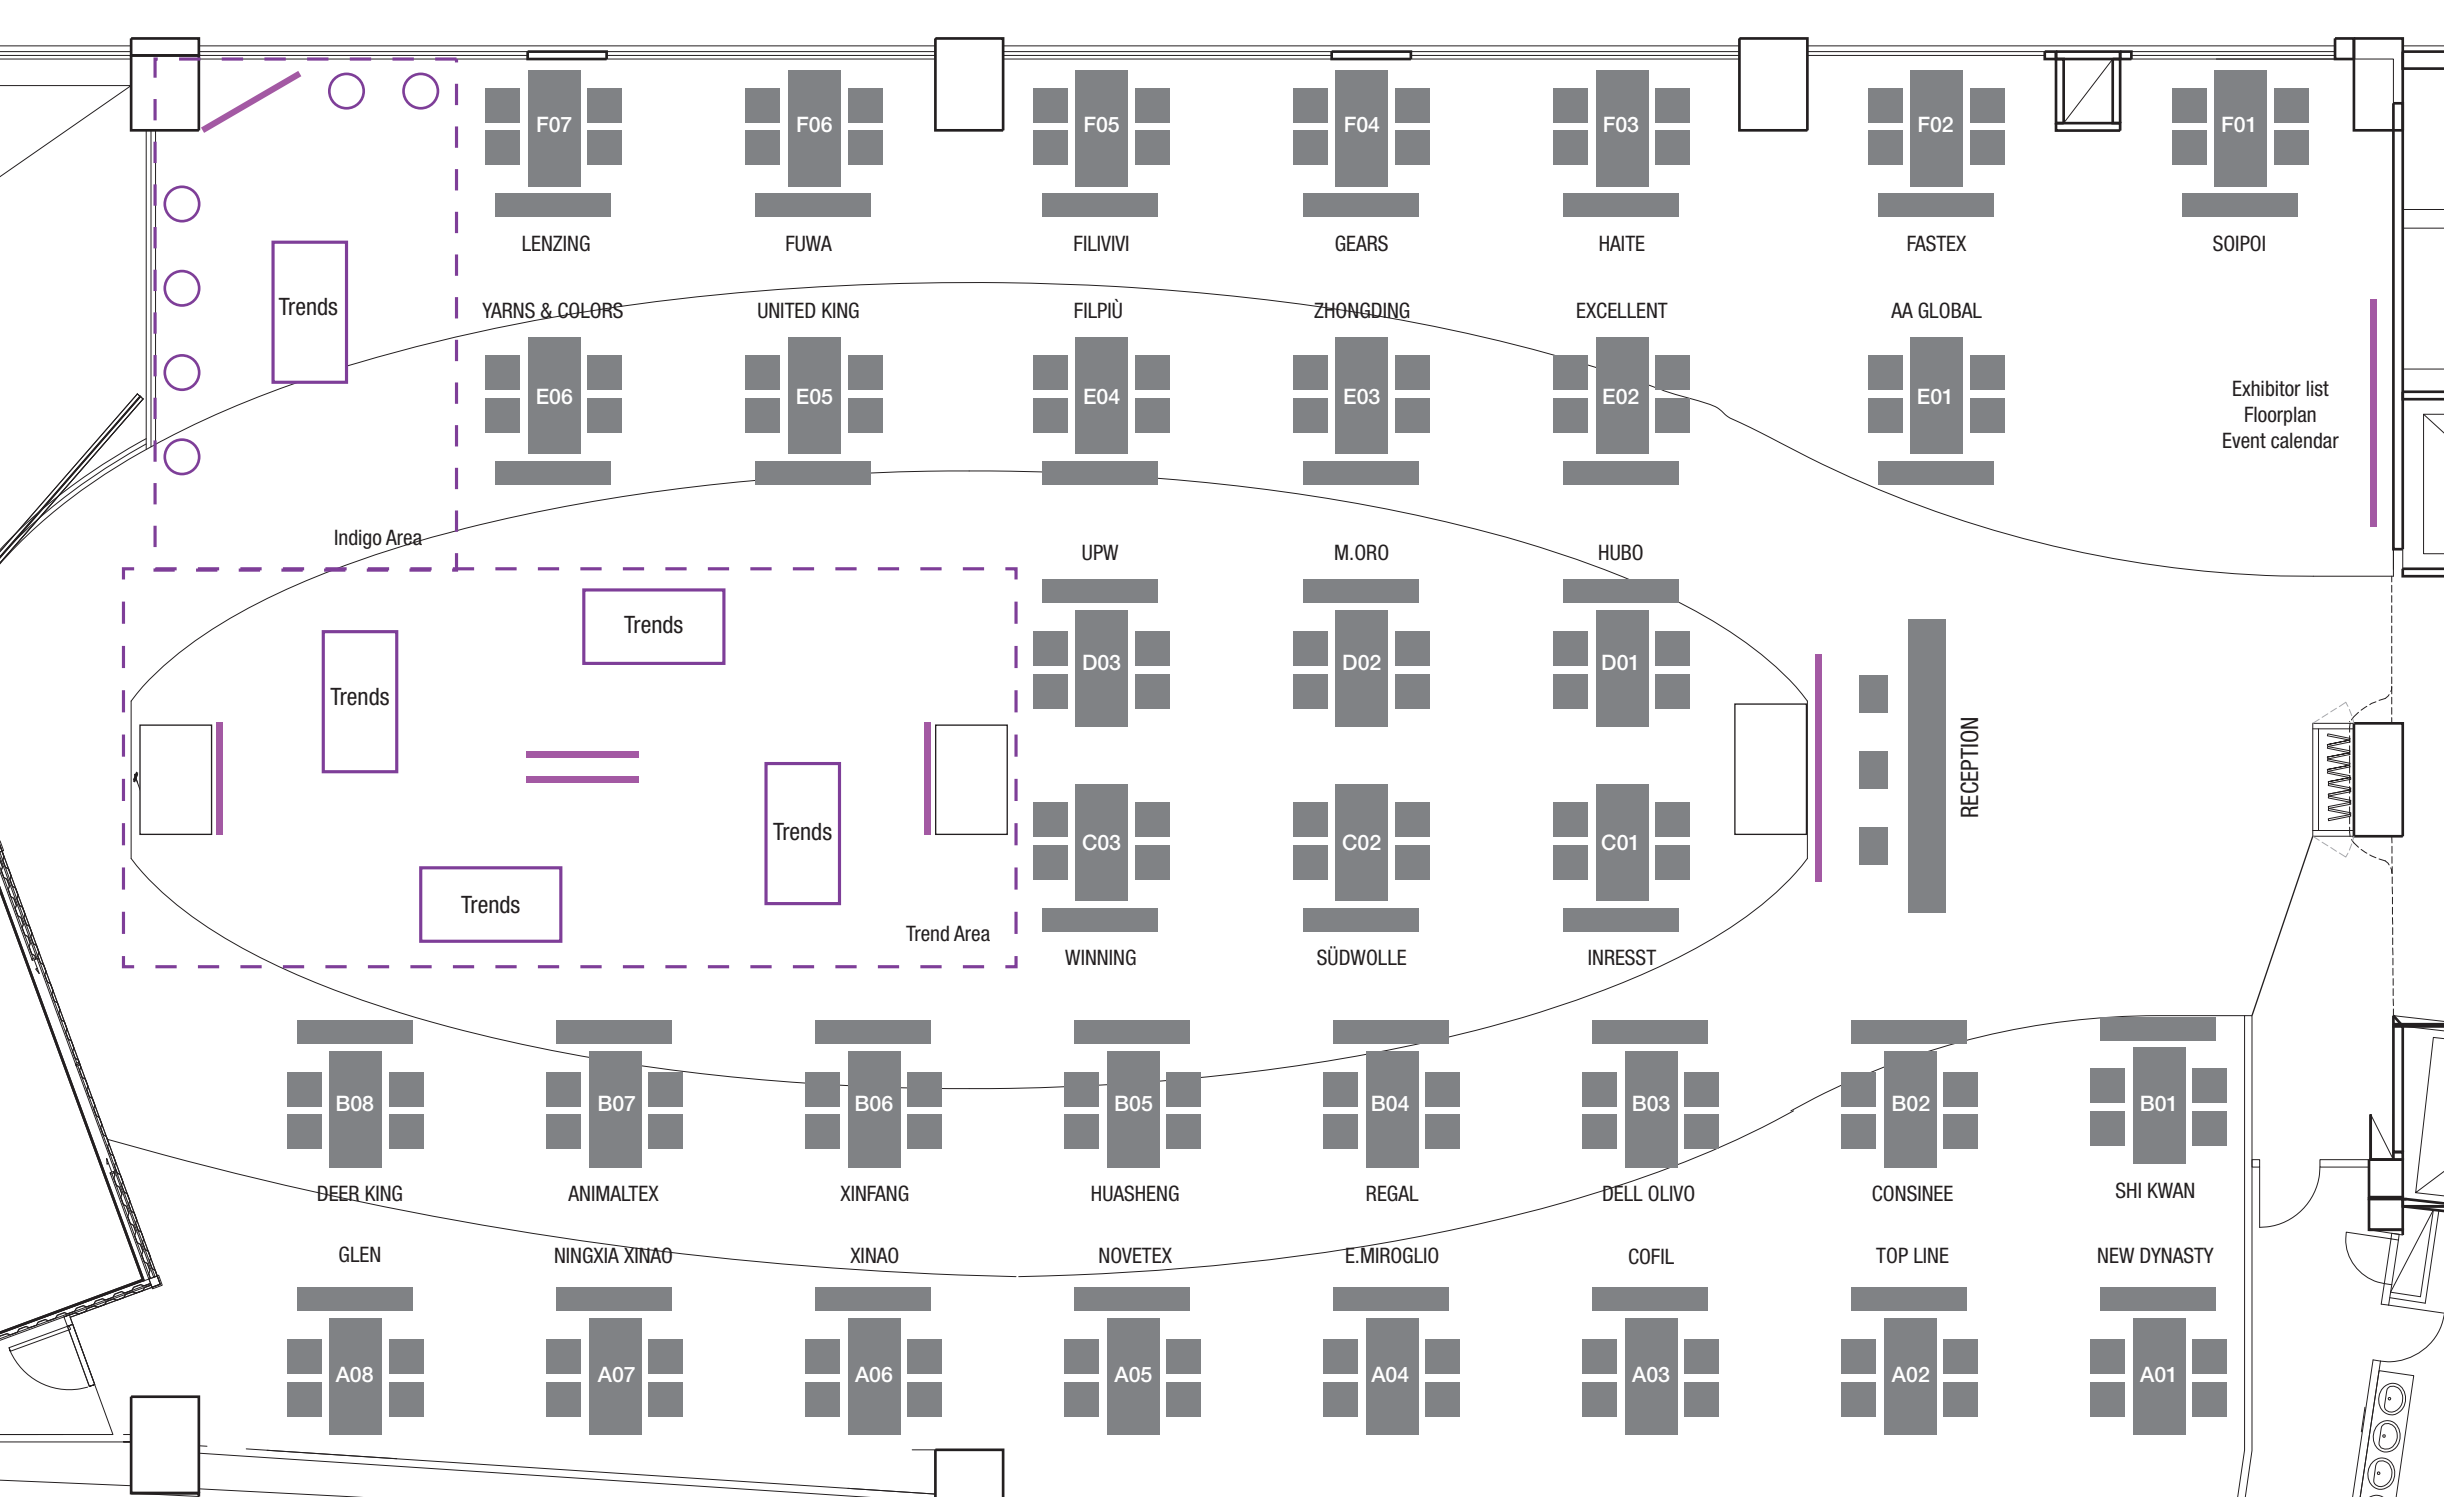 F07
F06
F05
F04
F03
F02
F01
LENZING
FUWA
FILIVIVI
GEARS
HAITE
FASTEX
SOIPOI
Trends
YARNS & COLORS
UNITED KING
FILPIÙ
ZHONGDING
EXCELLENT
AA GLOBAL
E06
E05
E04
E03
E02
E01
Exhibitor list
Floorplan
Event calendar
Indigo Area
UPW
M.ORO
HUBO
Trends
Trends
D03
D02
D01
RECEPTION
Trends
C03
C02
C01
Trends
Trend Area
WINNING
SÜDWOLLE
INRESST
B08
B07
B06
B05
B04
B03
B02
B01
DEER KING
ANIMALTEX
XINFANG
HUASHENG
REGAL
DELL OLIVO
CONSINEE
SHI KWAN
GLEN
NINGXIA XINAO
XINAO
NOVETEX
E.MIROGLIO
COFIL
TOP LINE
NEW DYNASTY
A08
A07
A06
A05
A04
A03
A02
A01